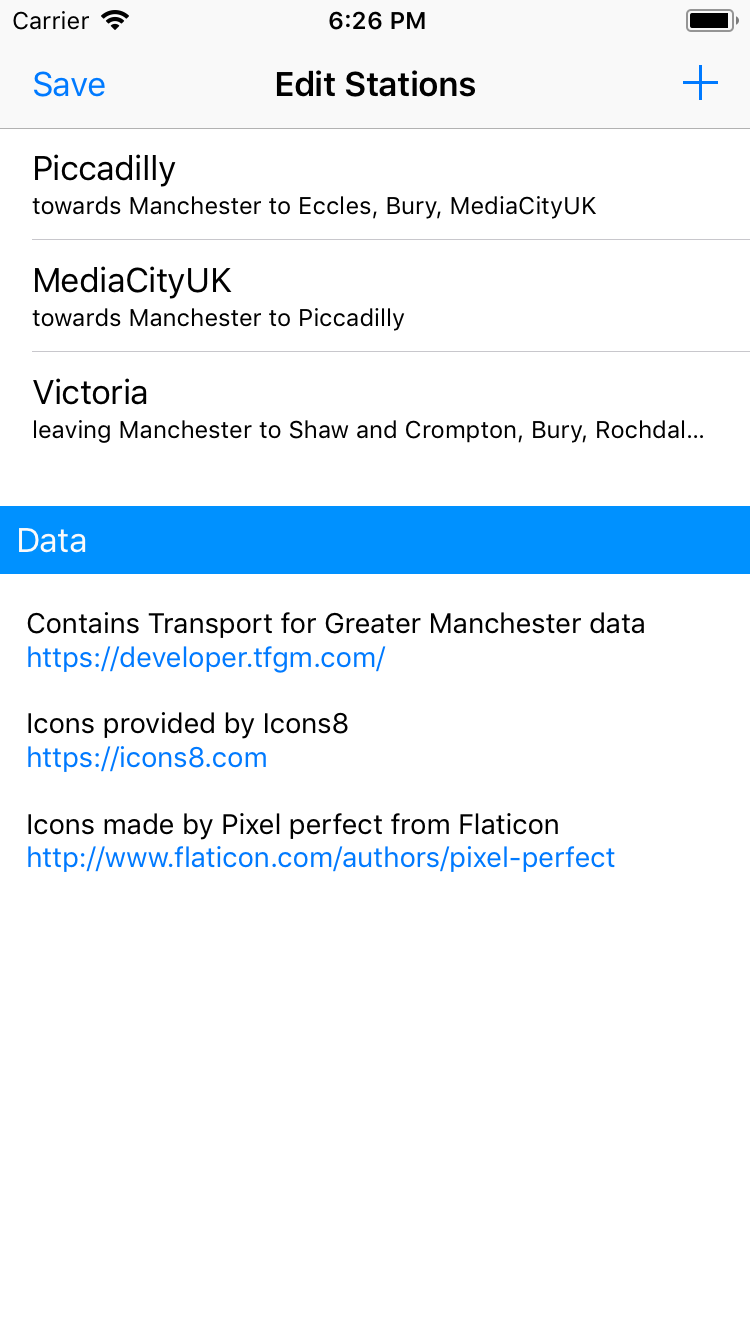 Carrier 6:26 PM
Save Edit Stations
Piccadilly
towards Manchester to Eccles, Bury, MediaCityUK
MediaCityUK
towards Manchester to Piccadilly
Victoria
leaving Manchester to Shaw and Crompton, Bury, Rochdal...
Data
Contains Transport for Greater Manchester data
https://developer.tfgm.com/
Icons provided by Icons8
https://icons8.com
Icons made by Pixel perfect from Flaticon
http://www.flaticon.com/authors/pixel-perfect